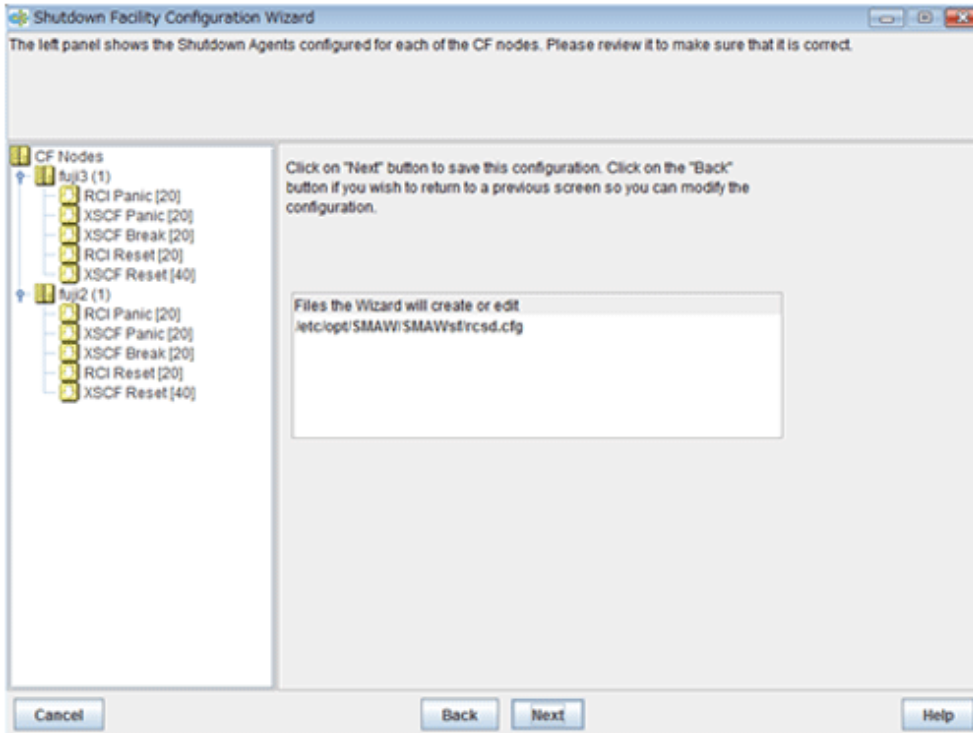 Shutdown Facility Configuration Wizard
The left panel shows the Shutdown Agents configured for each of the CF nodes. Please review it to make sure that it is correct.
CF Nodes
fuji3 (1)
RCI Panic [20]
XSCF Panic [20]
XSCF Break [20]
RCI Reset [20]
XSCF Reset [40]
fuji2 (1)
RCI Panic [20]
XSCF Panic [20]
XSCF Break [20]
RCI Reset [20]
XSCF Reset [40]
Click on "Next" button to save this configuration. Click on the "Back"
button if you wish to return to a previous screen so you can modify the
configuration.
Files the Wizard will create or edit
/etc/opt/SMAW/SMAWsf/rcsd.cfg
Cancel
Back
Next
Help